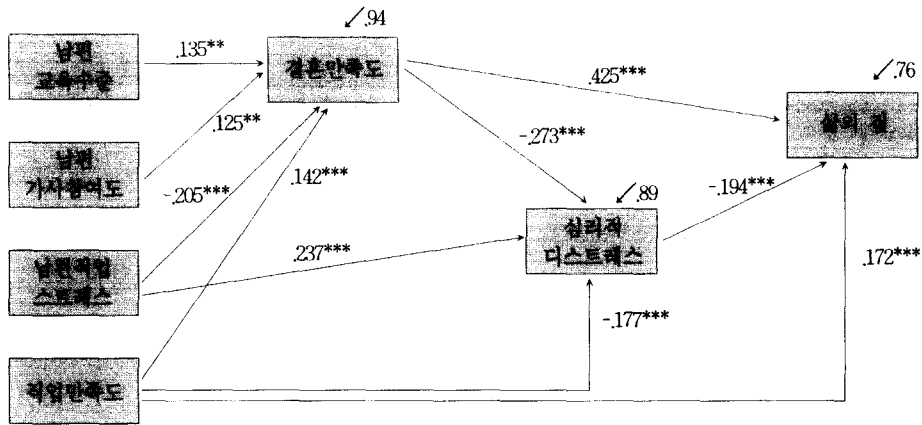 .94
남편
교육수준
.135**
결혼만족도
.425***
.76
삶의 질
.125**
남편
가사참여도
-.273***
-.205***
.142***
.89
-.194***
심리적
디스트레스
남편직업
스트레스
.237***
.172***
-.177***
직업만족도